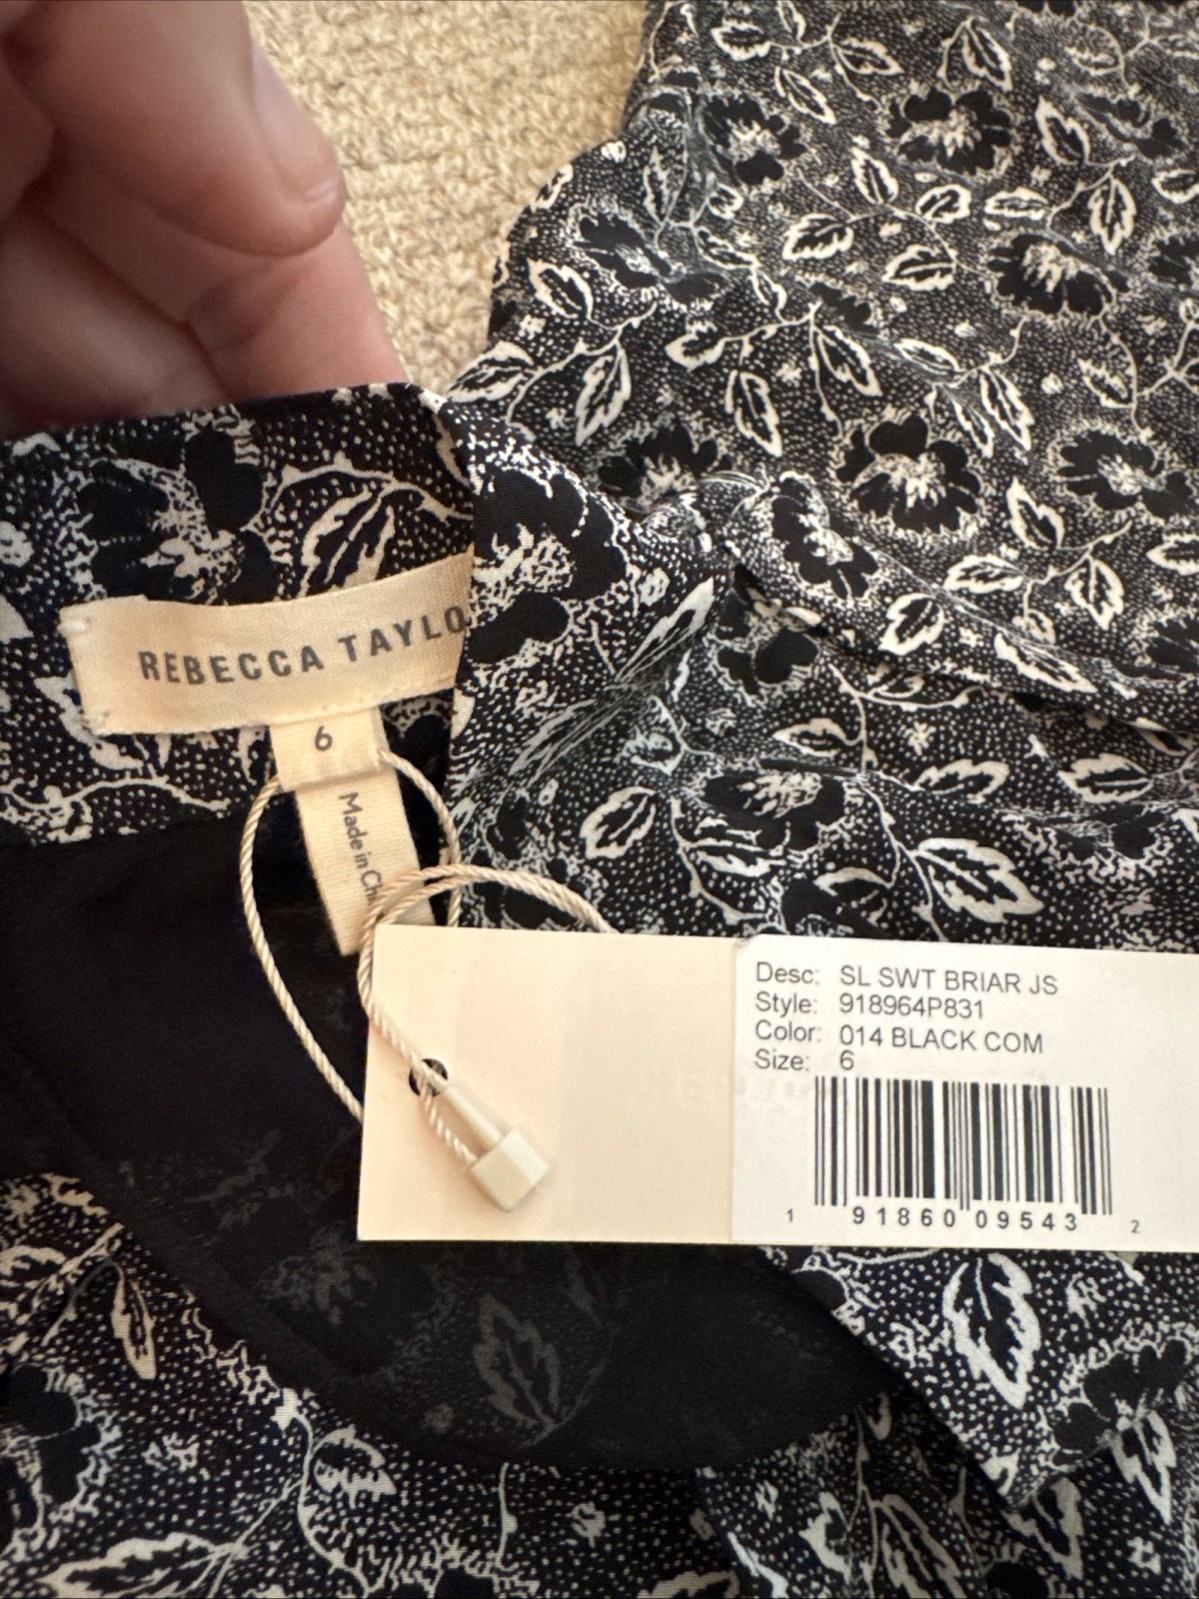 REBECCA TAYLO
6
Made in Ch
Desc: SL SWT BRIAR JS
Style: 918964P831
Color: 014 BLACK COM
Size: 6
1 91860 09543 2